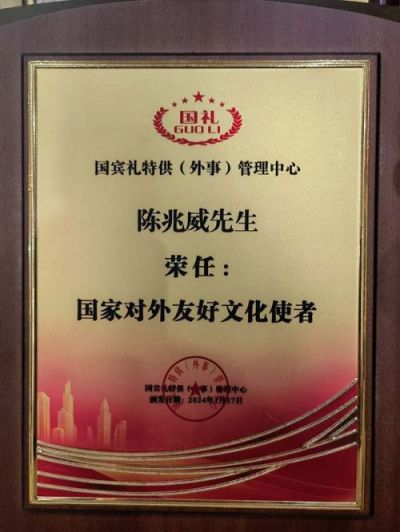 国礼
GUO LI
国宾礼特供（外事）管理中心
陈兆威先生
荣任：
国家对外友好文化使者
国宾礼特供（外事）管理中心
颁发日期：2024年2月17日